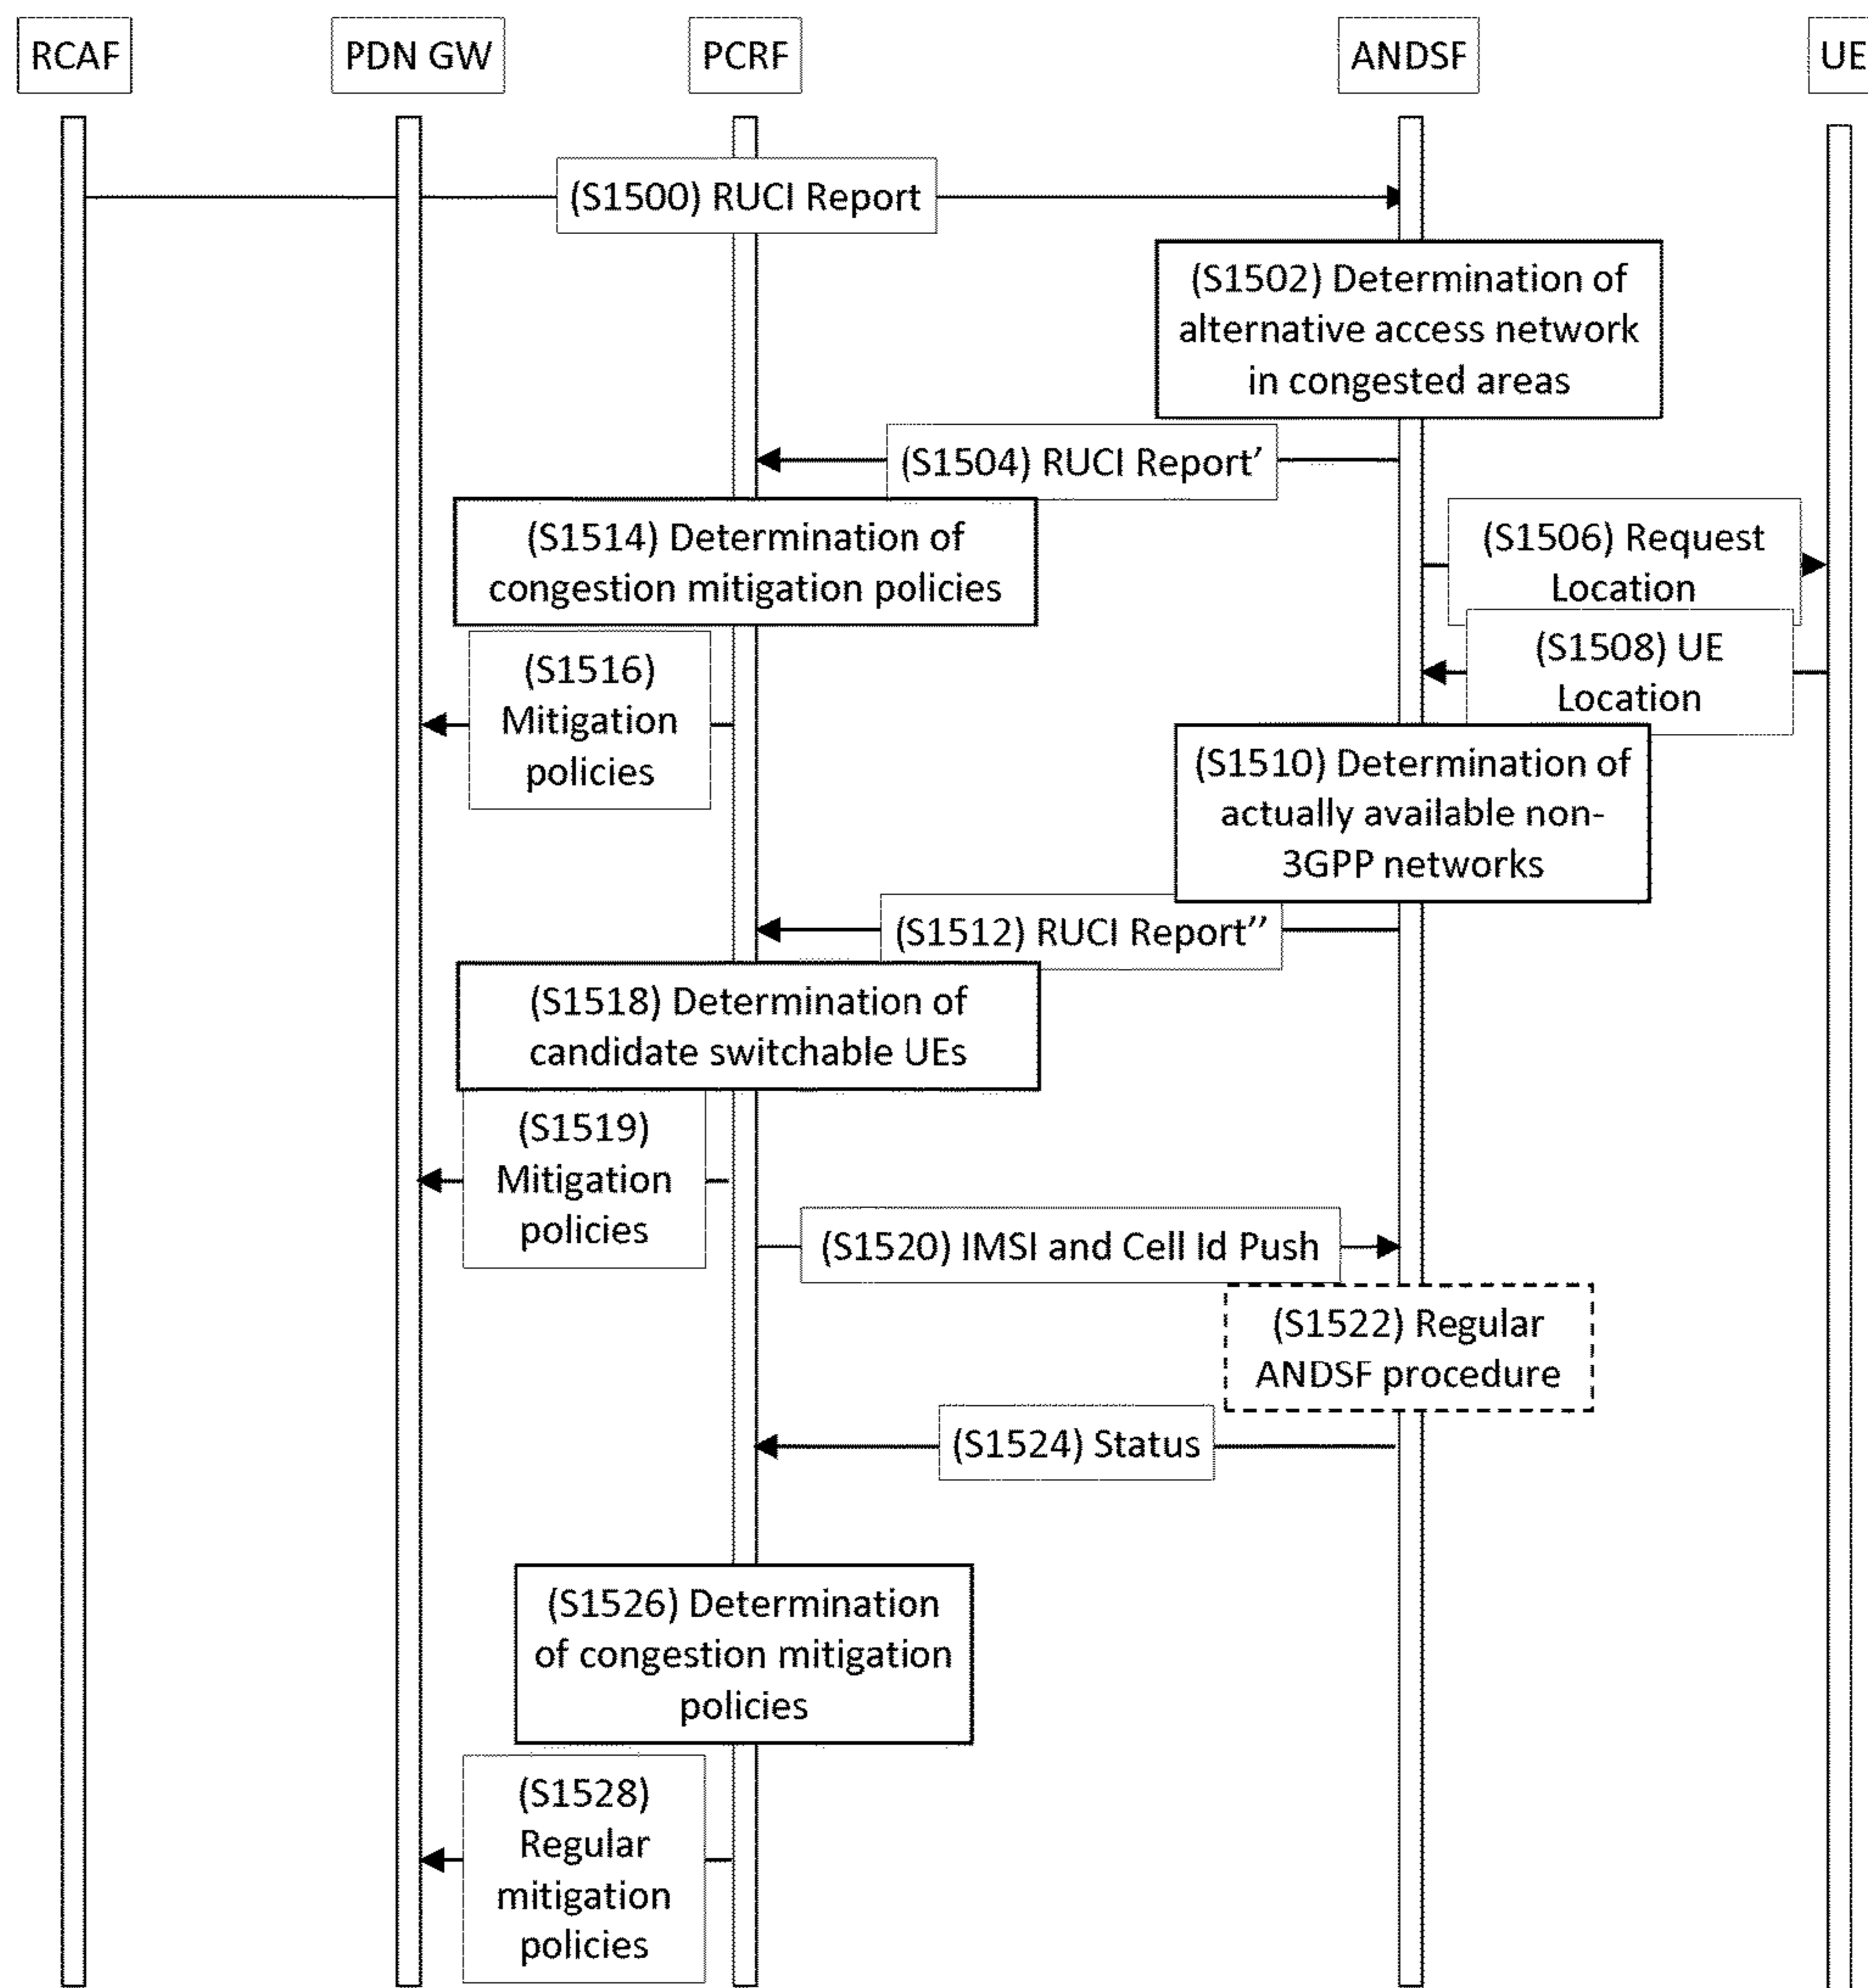 RCAF
PDN GW
PCRF
ANDSF
UE
(S1500) RUCI Report
(S1502) Determination of
alternative access network
in congested areas
(S1504) RUCI Report’
(S1514) Determination of
congestion mitigation policies
(S1506) Request
Location
(S1508) UE
Location
(S1516)
Mitigation
policies
(S1510) Determination of
actually available non-
3GPP networks
(S1512) RUCI Report’’
(S1518) Determination of
candidate switchable UEs
(S1519)
Mitigation
policies
(S1520) IMSI and Cell Id Push
(S1522) Regular
ANDSF procedure
(S1524) Status
(S1526) Determination
of congestion mitigation
policies
(S1528)
Regular
mitigation
policies